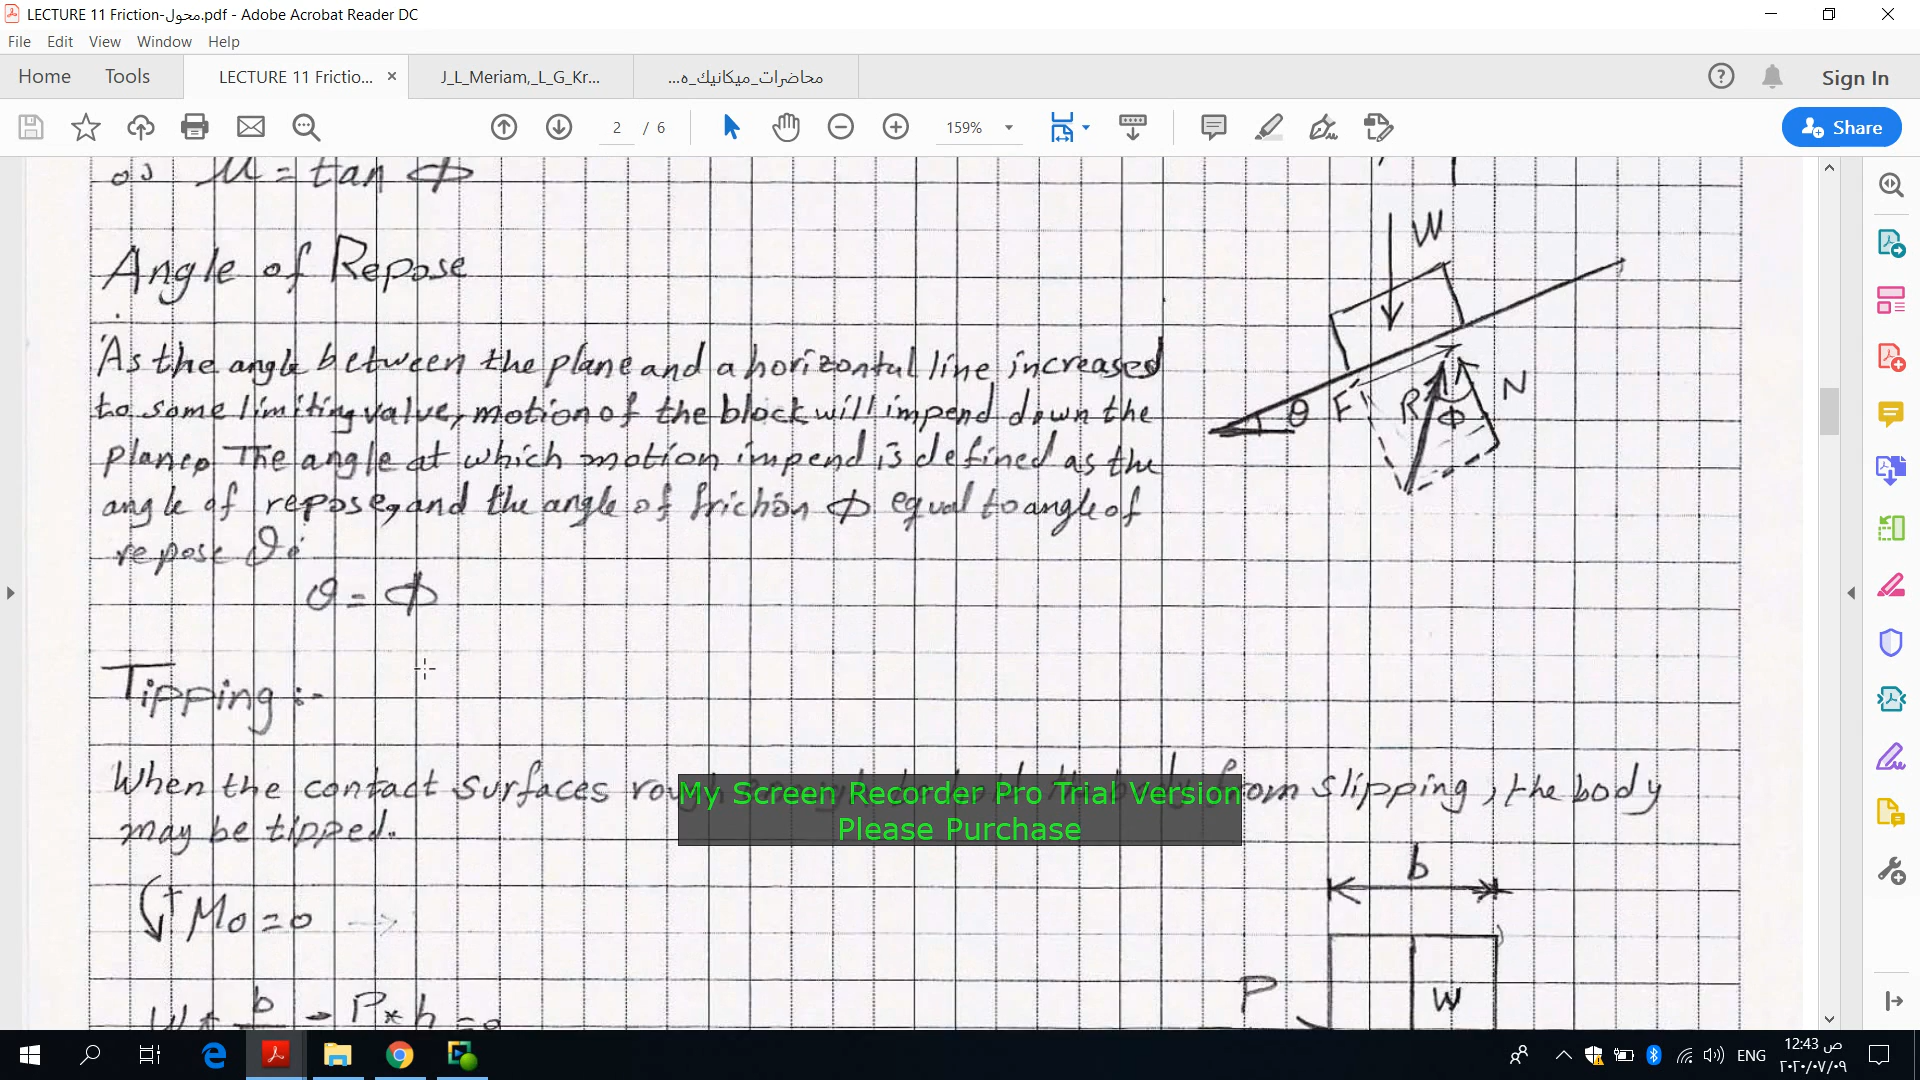 LECTURE 11 Friction-محول.pdf - Adobe Acrobat Reader DC
File Edit View Window Help
Home Tools LECTURE 11 Frictio... × J_L_Meriam,_L_G_Kr... محاضرات_ميكانيك_ه... Sign In
2 / 6 159% Share
μ = tan Φ
Angle of Repose
As the angle between the plane and a horizontal line increased
to some limiting value, motion of the block will impend down the
plane. The angle at which motion impend is defined as the
angle of repose, and the angle of friction Φ equal to angle of
repose θ.
θ = Φ
W
θ F R Φ N
Tipping :-
When the contact surfaces from slipping, the body
may be tipped.
My Screen Recorder Pro Trial Version
Please Purchase
+ Mo = 0
W * b - P * h = 0
b
P W
ENG 12:43 ص
٢٠٢٠/٠٧/٠٩